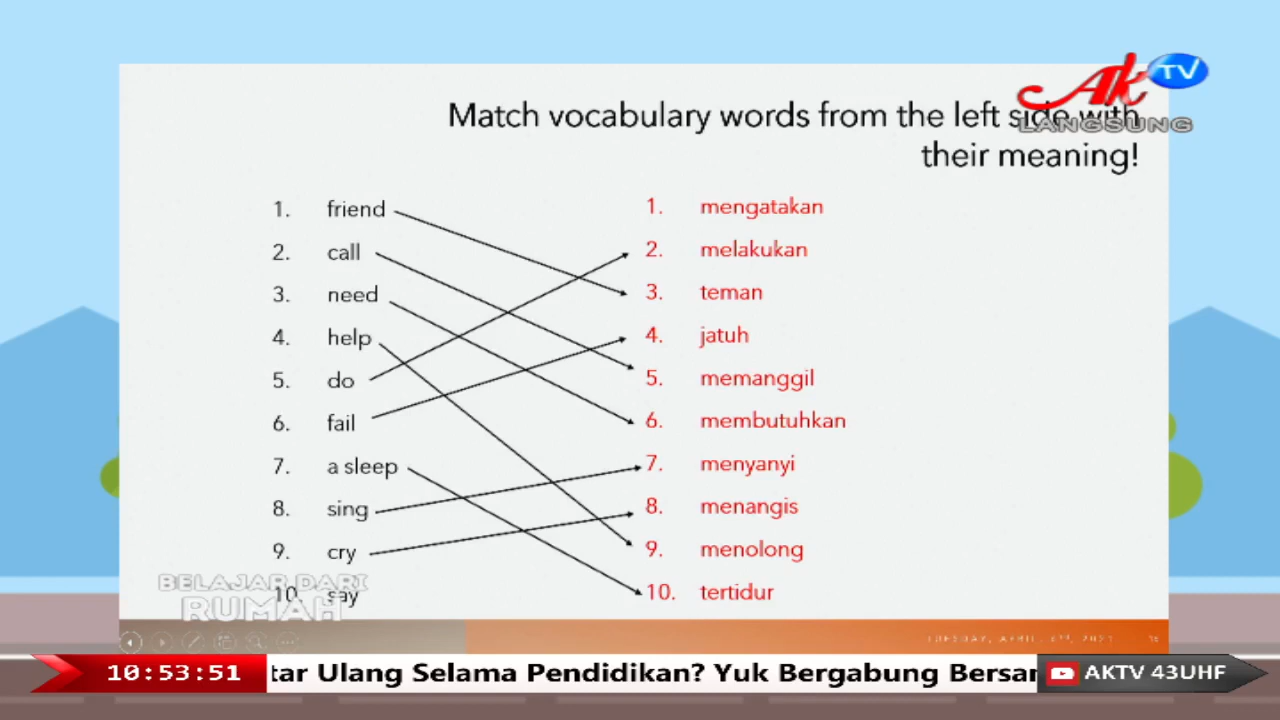 AkTV
LANGSUNG
Match vocabulary words from the left side with
their meaning!
1. friend
2. call
3. need
4. help
5. do
6. fail
7. a sleep
8. sing
9. cry
10. say
1. mengatakan
2. melakukan
3. teman
4. jatuh
5. memanggil
6. membutuhkan
7. menyanyi
8. menangis
9. menolong
10. tertidur
BELAJAR DARI
RUMAH
10:53:51
tar Ulang Selama Pendidikan? Yuk Bergabung Bersam
AKTV 43UHF